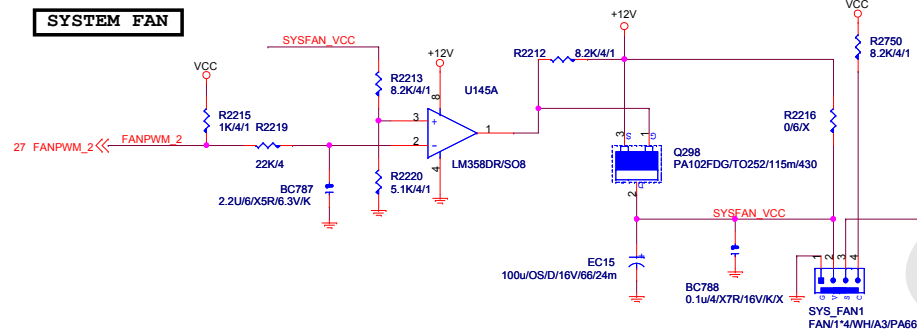 SYSTEM FAN
SYSFAN_VCC
VCC
R2215
1K/4/1
R2219
22K/4
27 FANPWM_2
FANPWM_2
BC787
2.2U/6/X5R/6.3V/K
R2213
8.2K/4/1
R2220
5.1K/4/1
+12V
U145A
8
3
+
2
-
1
4
LM358DR/SO8
R2212
8.2K/4/1
+12V
3
S
1
G
D
2
Q298
PA102FDG/TO252/115m/430
VCC
R2750
8.2K/4/1
R2216
0/6/X
SYSFAN_VCC
EC15
100u/OS/D/16V/66/24m
+
BC788
0.1u/4/X7R/16V/K/X
1
2
3
4
G
V
S
C
SYS_FAN1
FAN/1*4/WH/A3/PA66